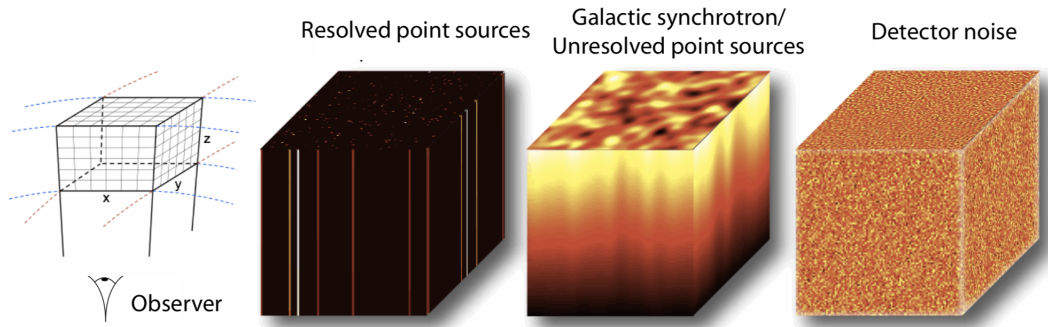 Resolved point sources
Galactic synchrotron/
Unresolved point sources
Detector noise
z
y
x
Observer